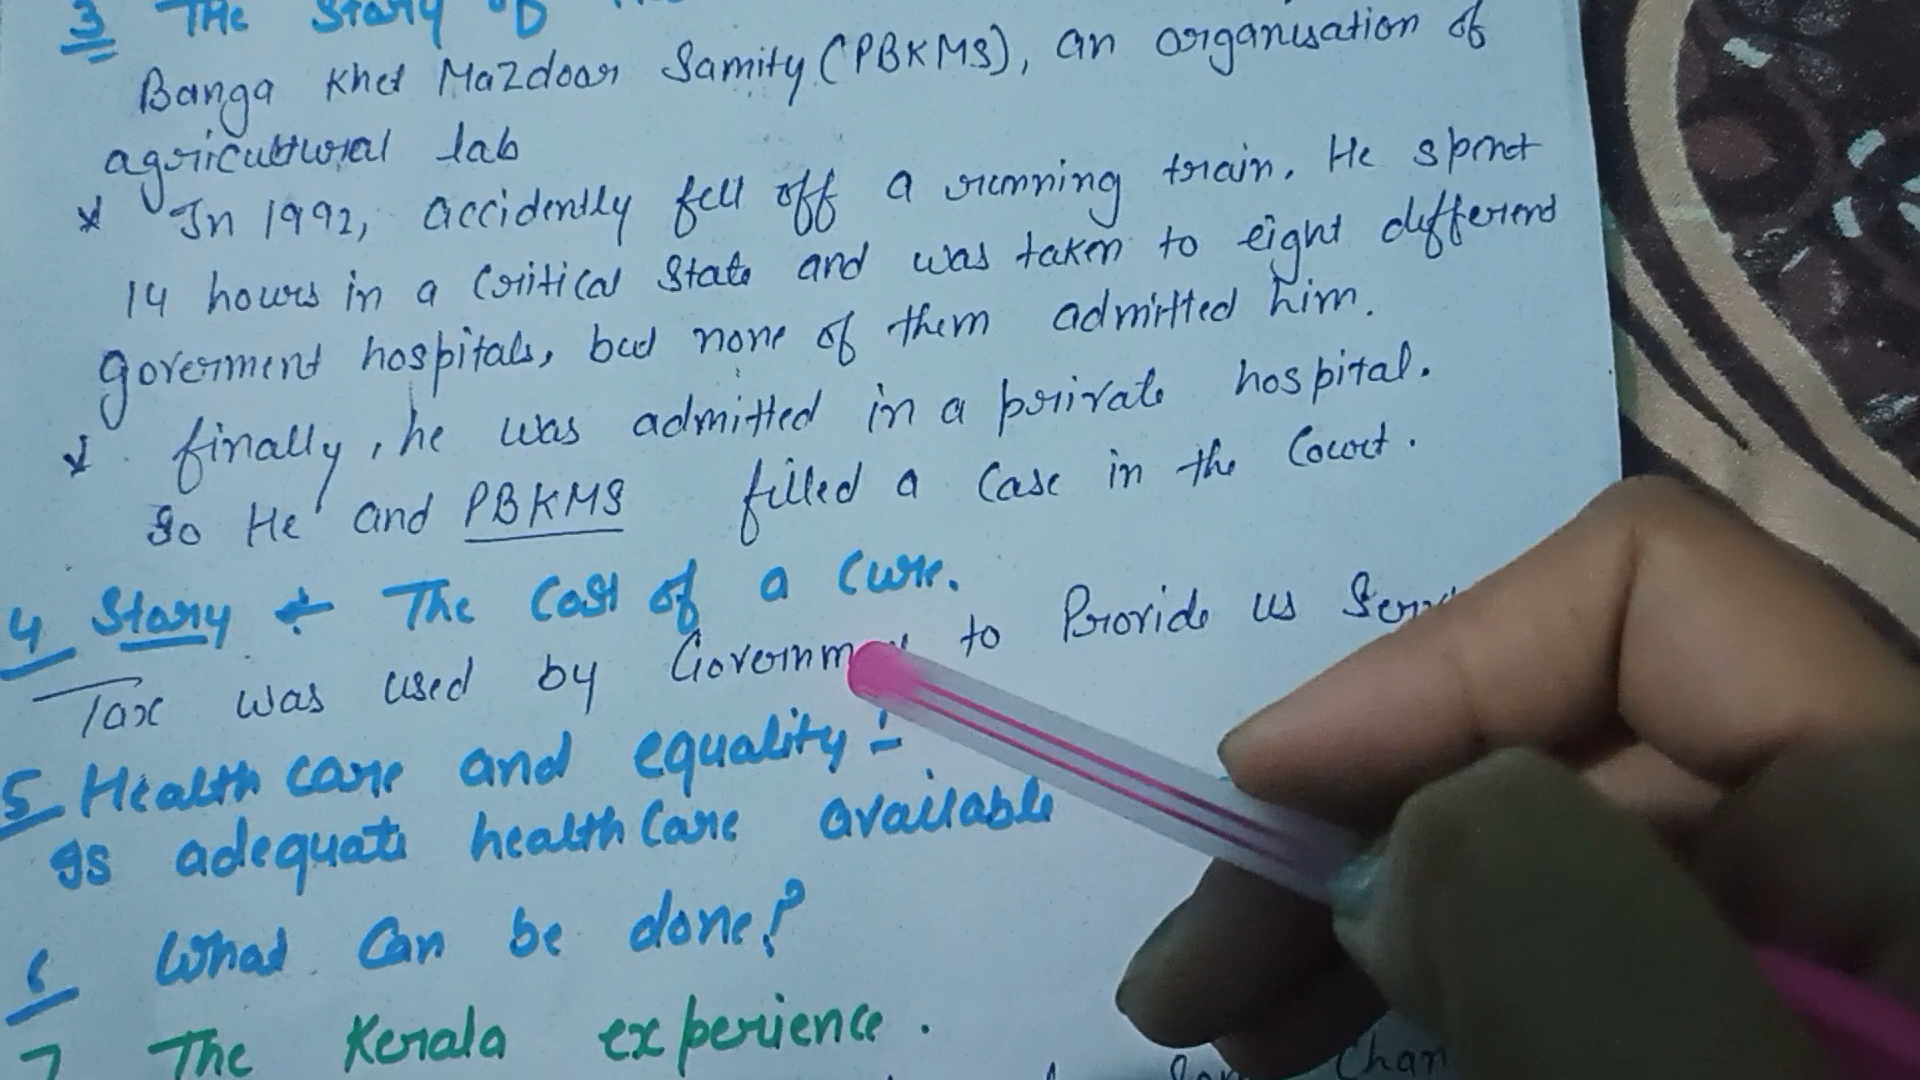 3 The Story of
Banga Khet Mazdoor Samity (PBKMS), an organisation of
agricultural lab
* In 1992, accidently fell off a running train. He spent
14 hours in a critical state and was taken to eight different
goverment hospitals, but none of them admitted him.
* finally, he was admitted in a private hospital.
So He and PBKMS filled a case in the Court.
4 Story ÷ The Cost of a Cure.
Tax was used by to Provide us
5 Health care and equality :-
Is adequate healthcare available
6 What Can be done?
7 The Kerala experience.